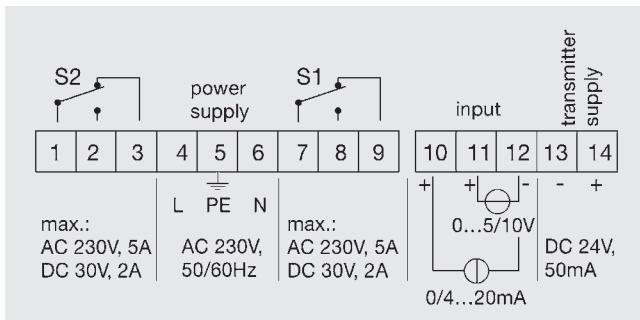 S2
power
supply
S1
input
transmitter
supply
1 2 3 4 5 6 7 8 9 10 11 12 13 14
+ + - - +
L PE N
0...5/10V
max.:
AC 230V, 5A
DC 30V, 2A
AC 230V,
50/60Hz
max.:
AC 230V, 5A
DC 30V, 2A
DC 24V,
50mA
0/4...20mA